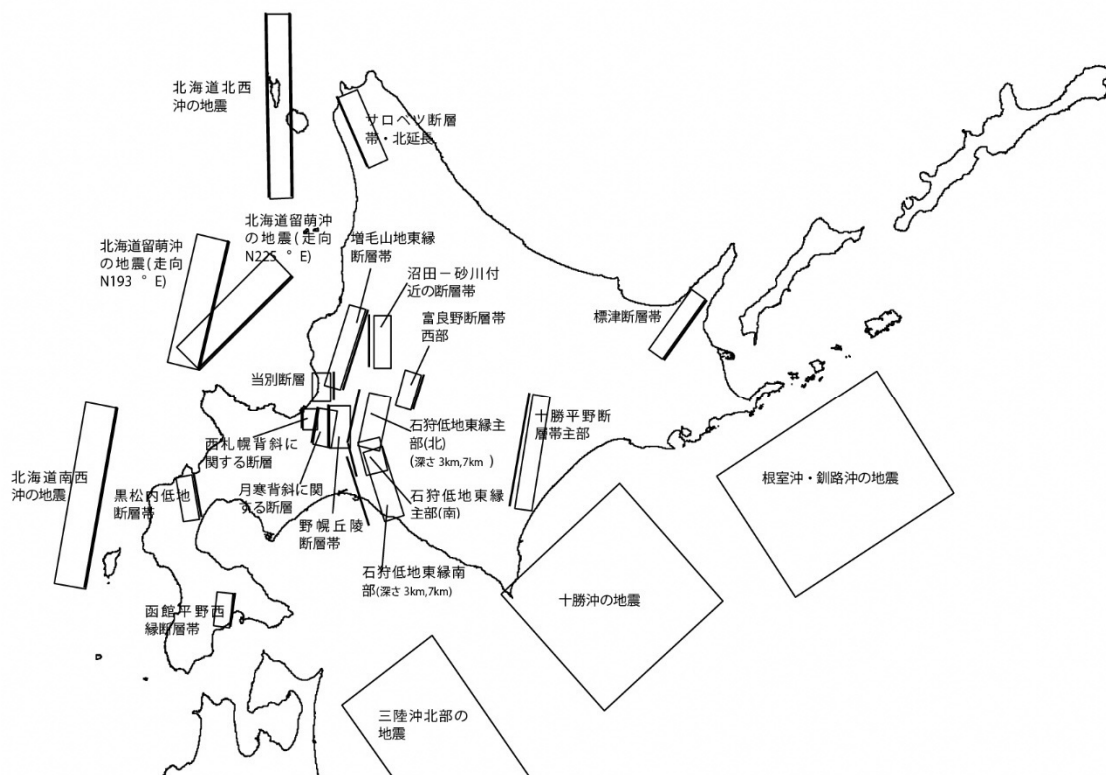 北海道北西
沖の地震
サロベツ断層
帯・北延長
北海道留萌沖
の地震(走向
N225°E)
北海道留萌沖
の地震(走向
N193°E)
増毛山地東縁
断層帯
沼田－砂川付
近の断層帯
富良野断層帯
西部
標津断層帯
当別断層
西札幌背斜に
関する断層
月寒背斜に関
する断層
野幌丘陵
断層帯
石狩低地東縁主
部(北)
(深さ3km,7km)
石狩低地東縁
主部(南)
石狩低地東縁南
部(深さ3km,7km)
十勝平野断
層帯主部
北海道南西
沖の地震
黒松内低地
断層帯
函館平野西
縁断層帯
根室沖・釧路沖の地震
十勝沖の地震
三陸沖北部の
地震